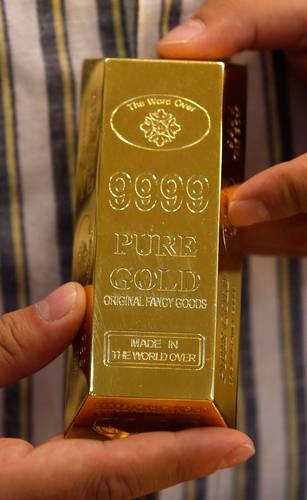 The Word Over
9999
PURE
GOLD
ORIGINAL FANCY GOODS
MADE IN
THE WORLD OVER